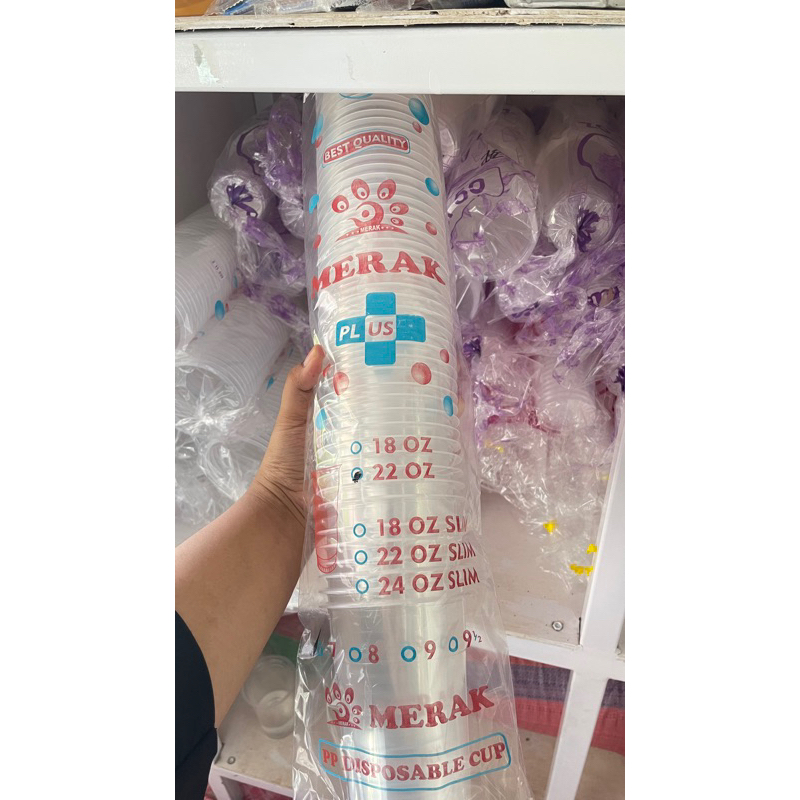 BEST QUALITY
MERAK
MERAK
PLUS
18 OZ
22 OZ
18 OZ SLIM
22 OZ SLIM
24 OZ SLIM
7 8 9 9½
MERAK
PP DISPOSABLE CUP